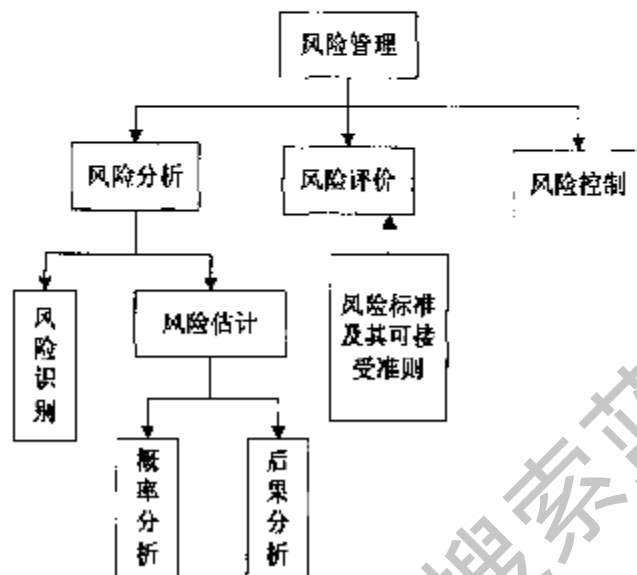 风险管理
风险分析
风险评价
风险控制
风险识别
风险估计
风险标准
及其可接
受准则
概率分析
后果分析
搜索